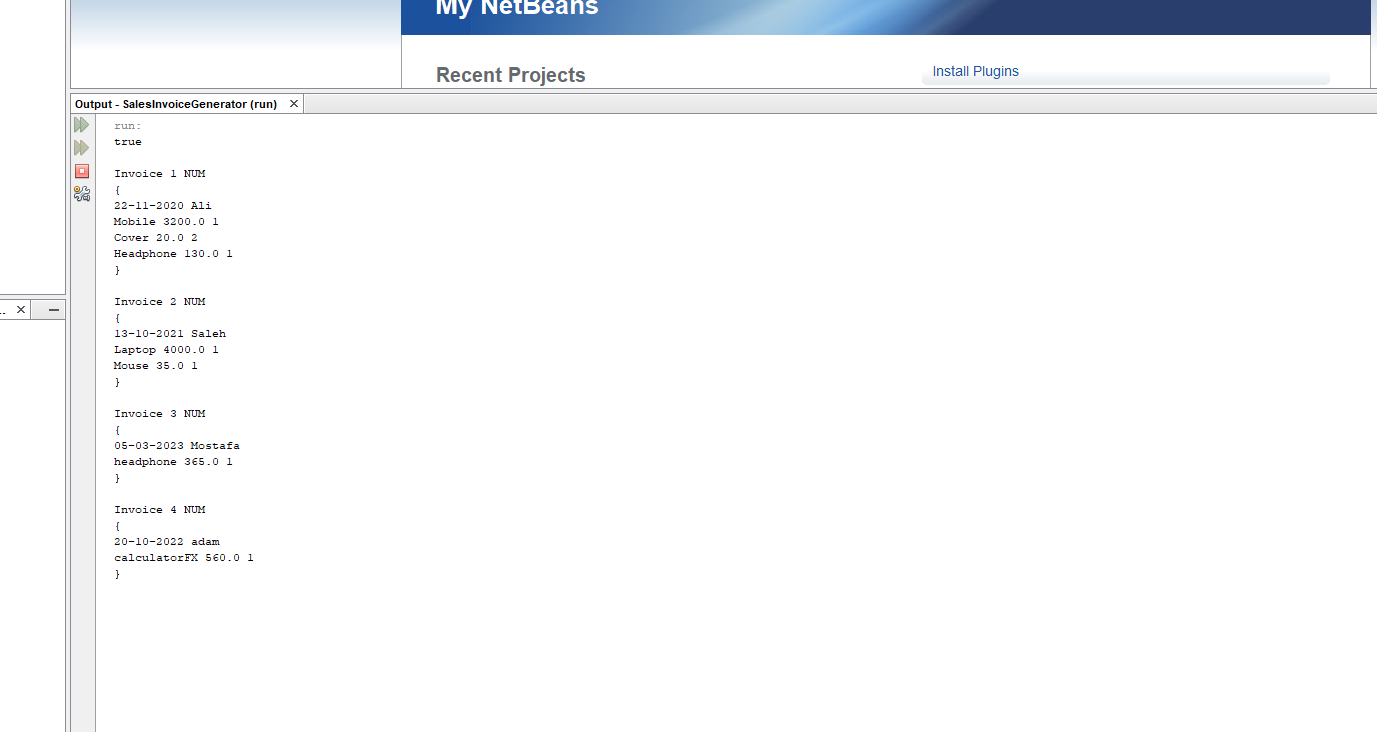 My NetBeans
Recent Projects
Install Plugins
Output - SalesInvoiceGenerator (run)
run:
true
Invoice 1 NUM
{
22-11-2020 Ali
Mobile 3200.0 1
Cover 20.0 2
Headphone 130.0 1
}
Invoice 2 NUM
{
13-10-2021 Saleh
Laptop 4000.0 1
Mouse 35.0 1
}
Invoice 3 NUM
{
05-03-2023 Mostafa
headphone 365.0 1
}
Invoice 4 NUM
{
20-10-2022 adam
calculatorFX 560.0 1
}